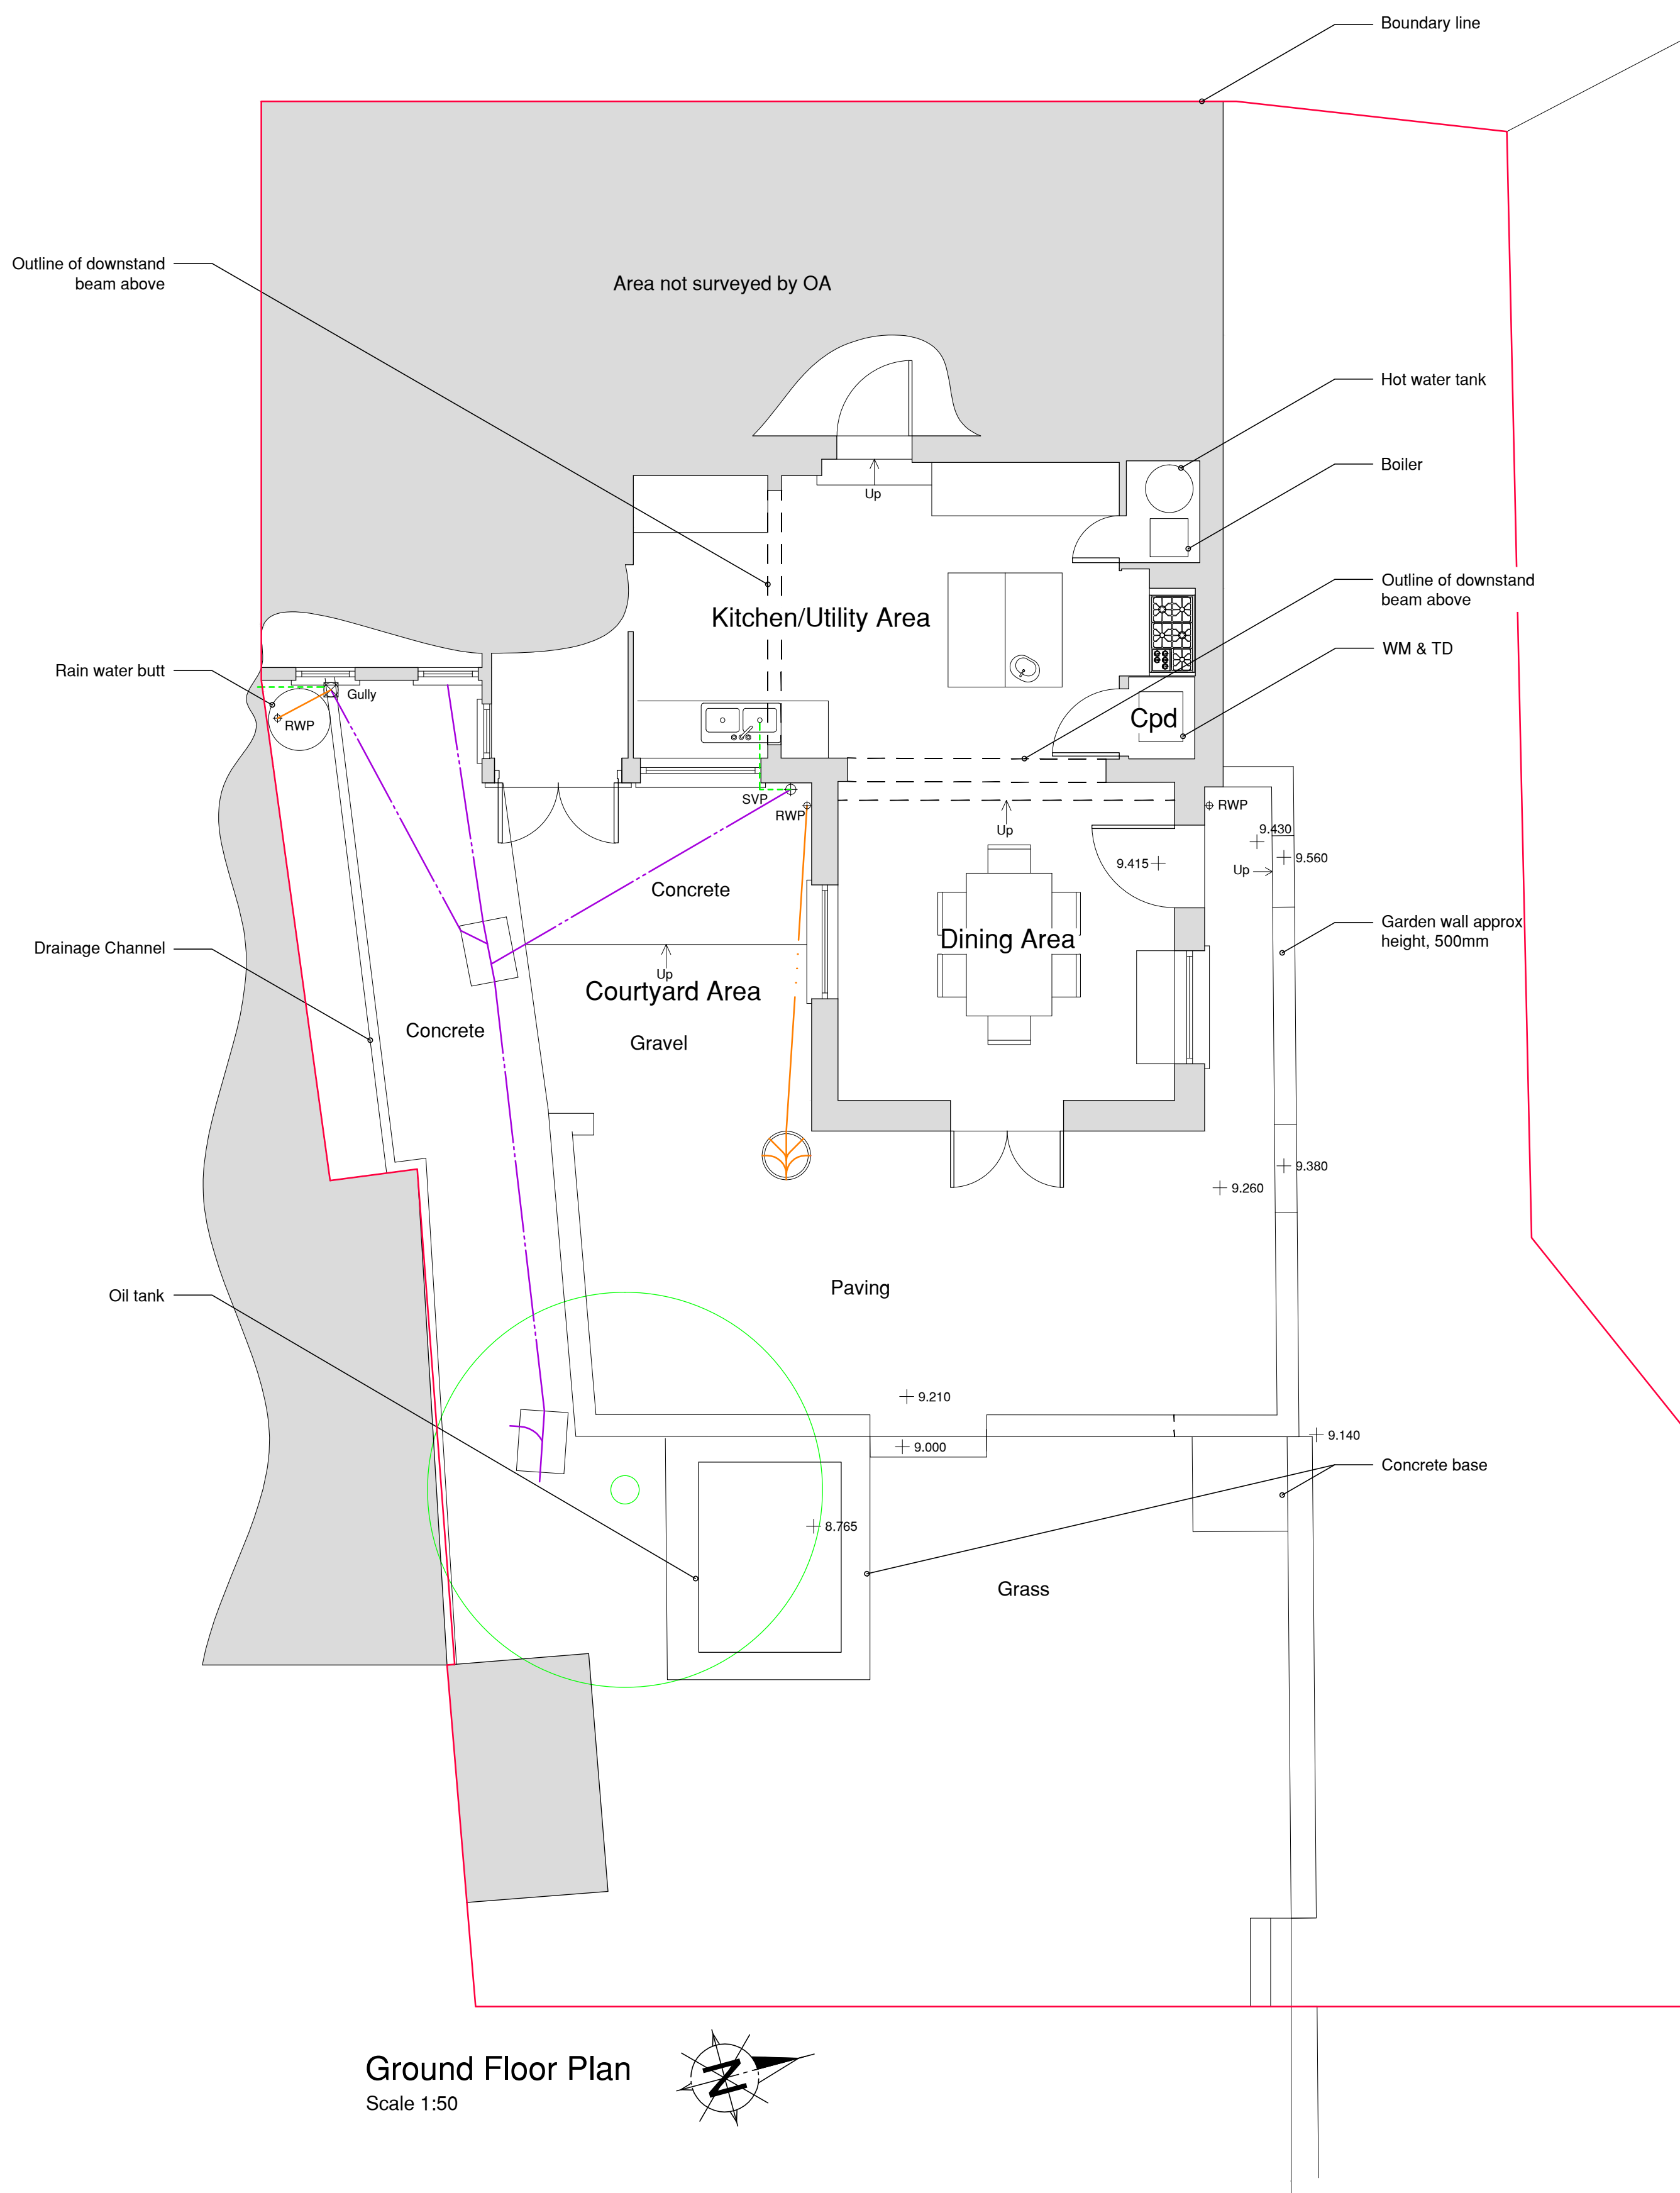 Boundary line
Outline of downstand
beam above
Area not surveyed by OA
Hot water tank
Boiler
Up
Outline of downstand
beam above
Kitchen/Utility Area
WM & TD
Rain water butt
Gully
RWP
Cpd
SVP
RWP
RWP
Up
9.430
9.415
9.560
Up
Concrete
Garden wall approx
height, 500mm
Dining Area
Drainage Channel
Up
Courtyard Area
Concrete
Gravel
9.380
9.260
Oil tank
Paving
9.210
9.140
9.000
Concrete base
8.765
Grass
Ground Floor Plan
Scale 1:50
N